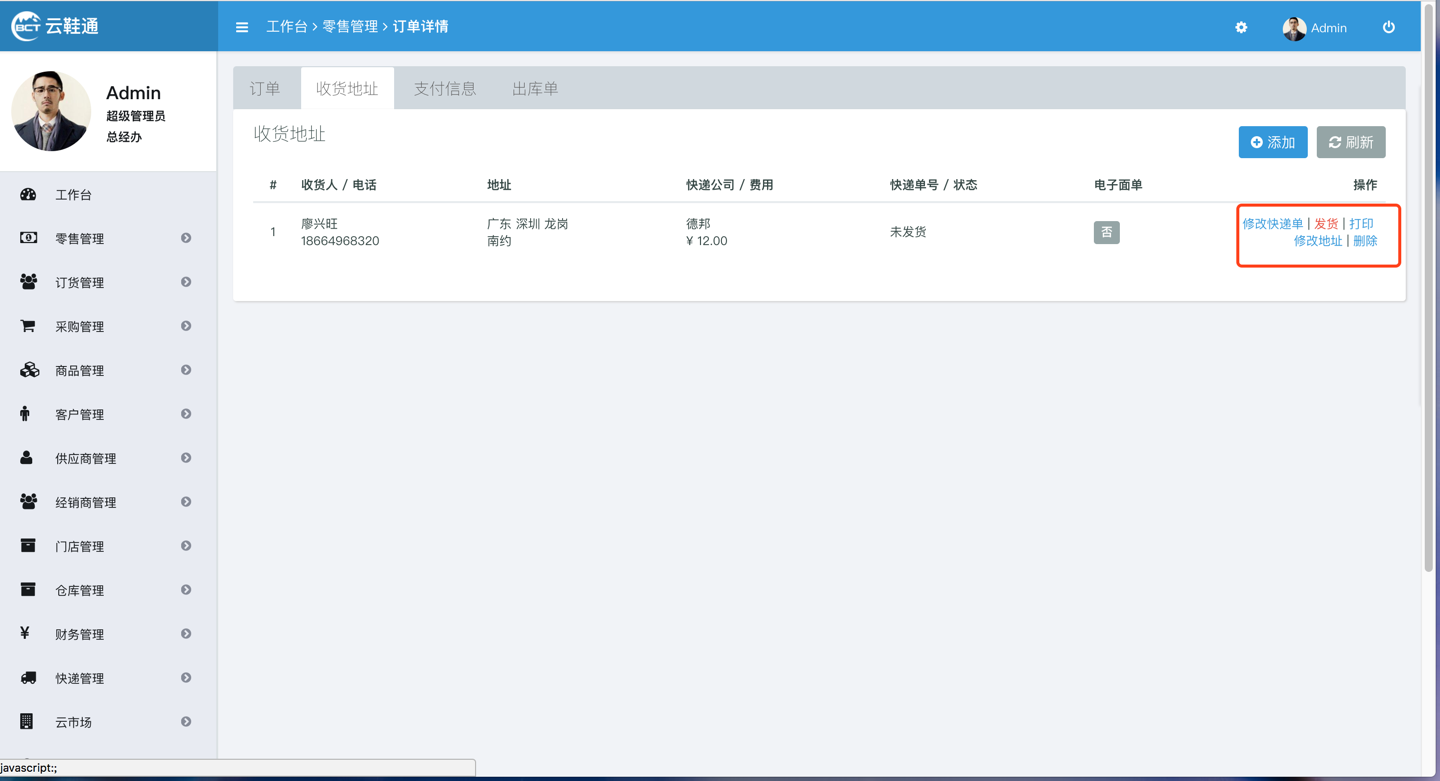 BCT 云鞋通
工作台 > 零售管理 > 订单详情
Admin
Admin
超级管理员
总经办
工作台
零售管理
订货管理
采购管理
商品管理
客户管理
供应商管理
经销商管理
门店管理
仓库管理
财务管理
快递管理
云市场
订单 收货地址 支付信息 出库单
收货地址
添加 刷新
# 收货人 / 电话 地址 快递公司 / 费用 快递单号 / 状态 电子面单 操作
1 廖兴旺 18664968320 广东 深圳 龙岗 南约 德邦 ¥ 12.00 未发货 否 修改快递单 | 发货 | 打印
修改地址 | 删除
javascript:;